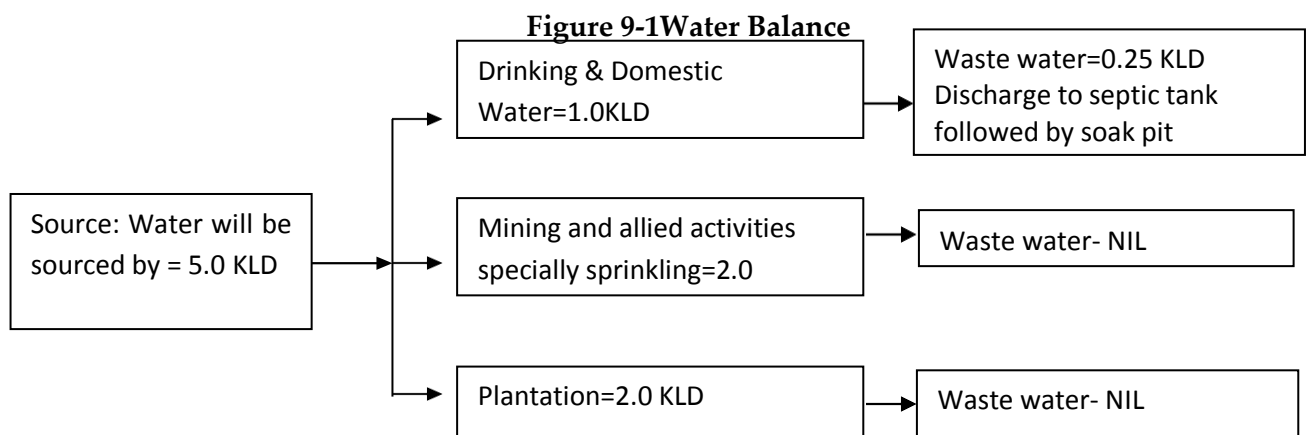 Figure 9-1Water Balance
Drinking & Domestic
Water=1.0KLD
Waste water=0.25 KLD
Discharge to septic tank
followed by soak pit
Source: Water will be
sourced by = 5.0 KLD
Mining and allied activities
specially sprinkling=2.0
Waste water- NIL
Plantation=2.0 KLD
Waste water- NIL